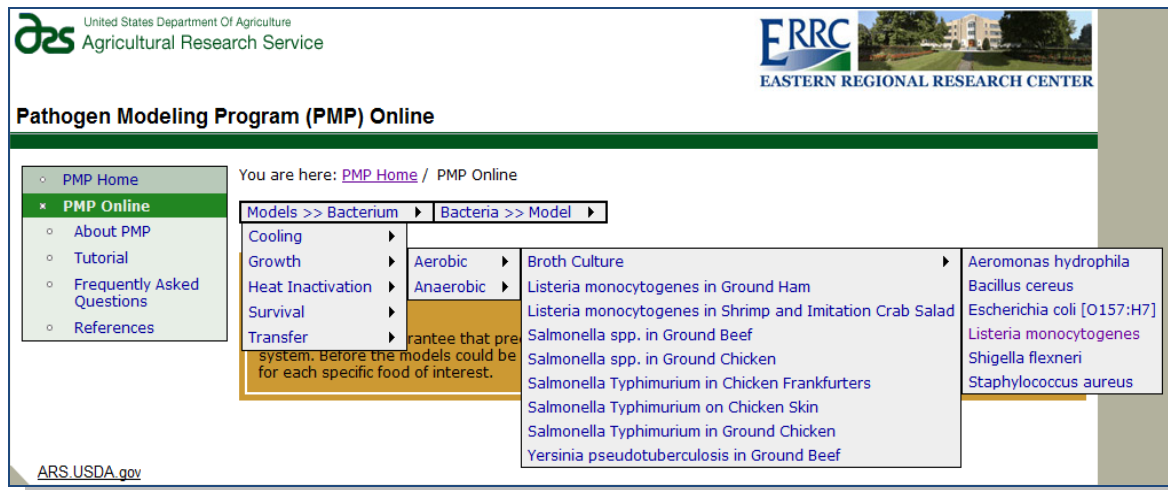 United States Department Of Agriculture
ars Agricultural Research Service
ERRC
EASTERN REGIONAL RESEARCH CENTER
Pathogen Modeling Program (PMP) Online
PMP Home
PMP Online
About PMP
Tutorial
Frequently Asked
Questions
References
You are here: PMP Home / PMP Online
Models >> Bacterium
Bacteria >> Model
Cooling
Growth
Heat Inactivation
Survival
Transfer
Aerobic
Anaerobic
Broth Culture
Listeria monocytogenes in Ground Ham
Listeria monocytogenes in Shrimp and Imitation Crab Salad
Salmonella spp. in Ground Beef
Salmonella spp. in Ground Chicken
Salmonella Typhimurium in Chicken Frankfurters
Salmonella Typhimurium on Chicken Skin
Salmonella Typhimurium in Ground Chicken
Yersinia pseudotuberculosis in Ground Beef
Aeromonas hydrophila
Bacillus cereus
Escherichia coli [O157:H7]
Listeria monocytogenes
Shigella flexneri
Staphylococcus aureus
that
system. Before the models could be
for each specific food of interest.
ARS.USDA.gov